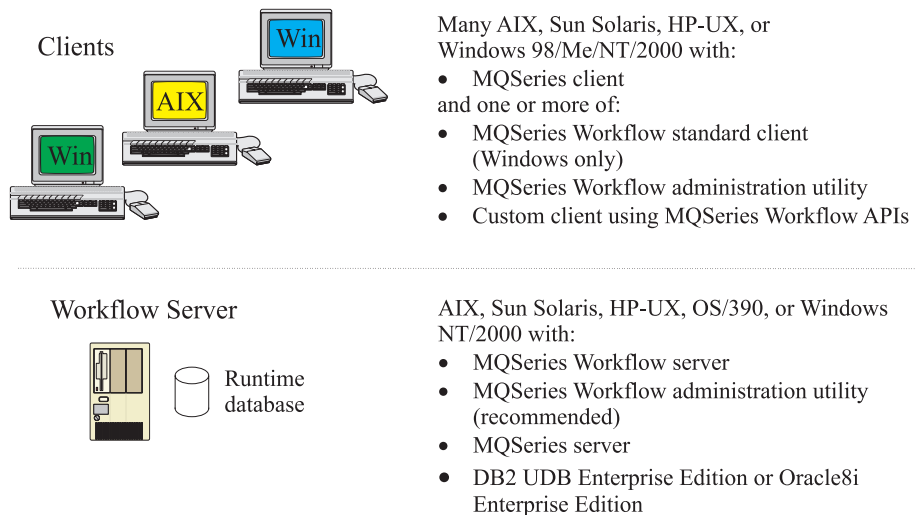 Clients
Win
AIX
Win
Many AIX, Sun Solaris, HP-UX, or
Windows 98/Me/NT/2000 with:
• MQSeries client
and one or more of:
• MQSeries Workflow standard client
(Windows only)
• MQSeries Workflow administration utility
• Custom client using MQSeries Workflow APIs
Workflow Server
Runtime
database
AIX, Sun Solaris, HP-UX, OS/390, or Windows
NT/2000 with:
• MQSeries Workflow server
• MQSeries Workflow administration utility
(recommended)
• MQSeries server
• DB2 UDB Enterprise Edition or Oracle8i
Enterprise Edition